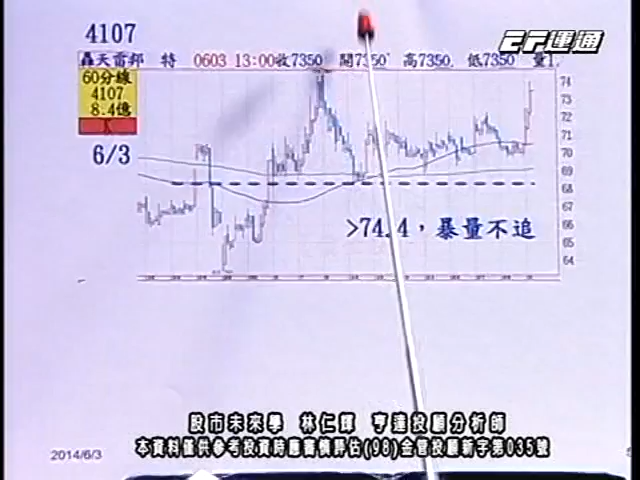 4107
運通
特 0603 13:00收7350 開7350 高7350 低7350 量1
60分線
4107
8.4億
K
6/3
74
73
72
71
70
69
68
67
66
65
64
>74.4，暴量不追
股市未來學 林仁輝 亨達投顧分析師
本資料僅供參考投資時應審慎評估(98)金管投顧新字第035號
2014/6/3